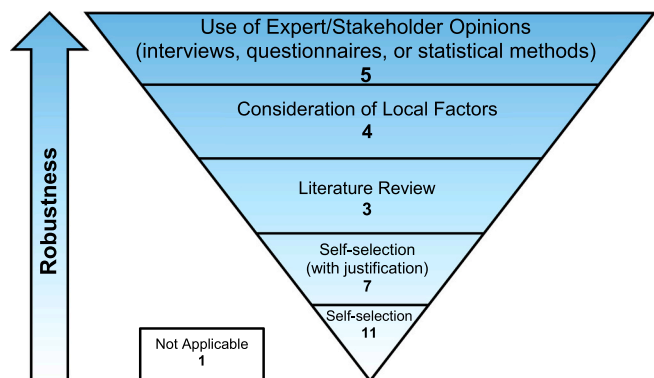 Use of Expert/Stakeholder Opinions
(interviews, questionnaires, or statistical methods)
5
Consideration of Local Factors
4
Literature Review
3
Self-selection
(with justification)
7
Self-selection
11
Robustness
Not Applicable
1